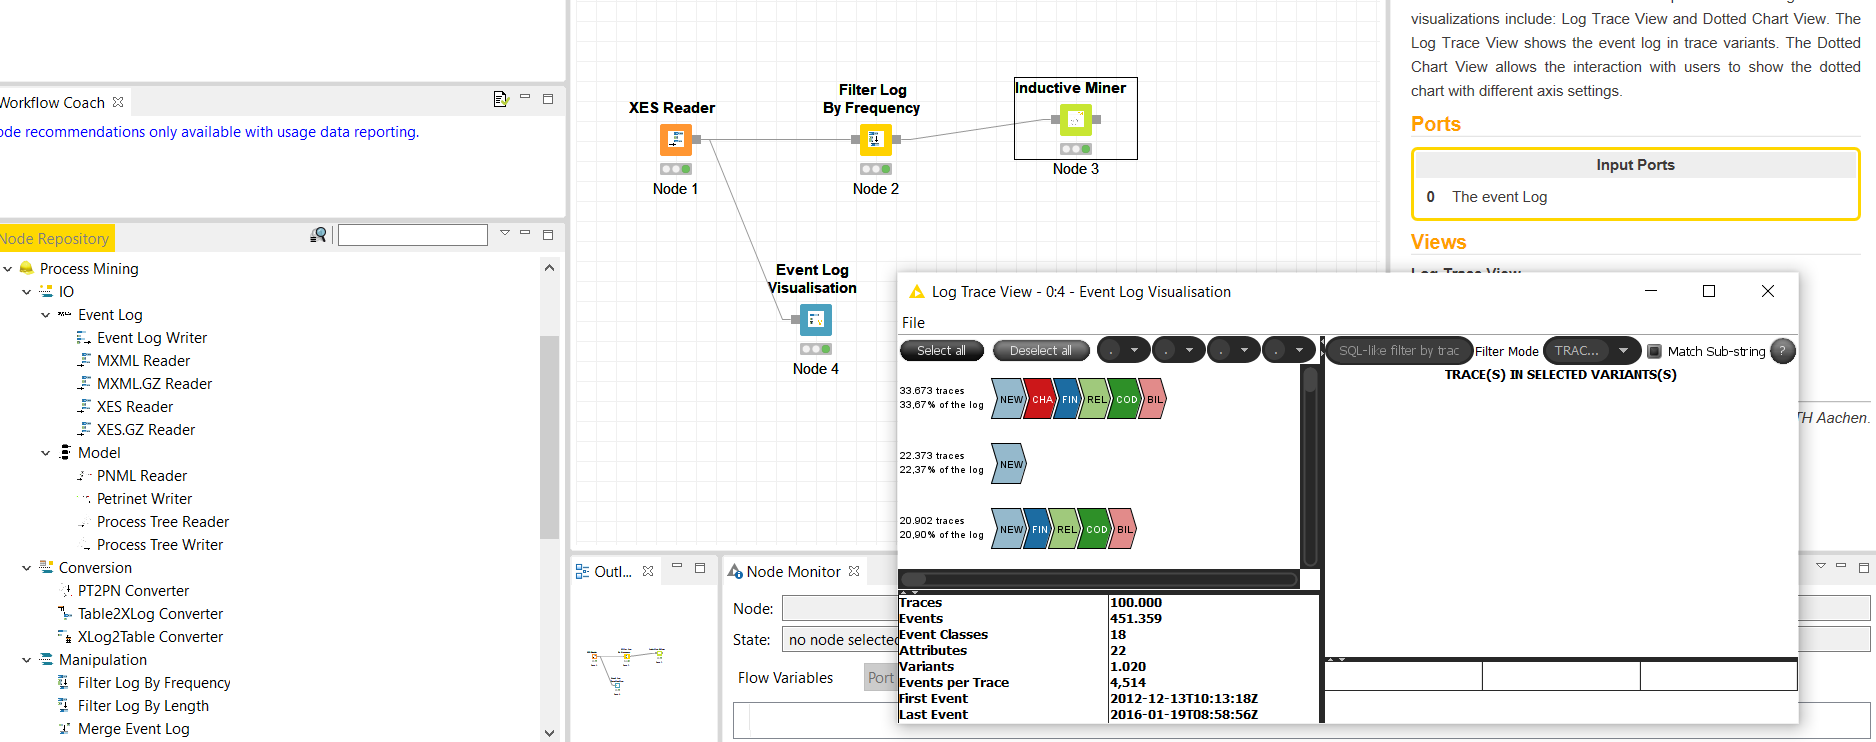 Workflow Coach
ode recommendations only available with usage data reporting.
Node Repository
Process Mining
IO
Event Log
Event Log Writer
MXML Reader
MXML.GZ Reader
XES Reader
XES.GZ Reader
Model
PNML Reader
Petrinet Writer
Process Tree Reader
Process Tree Writer
Conversion
PT2PN Converter
Table2XLog Converter
XLog2Table Converter
Manipulation
Filter Log By Frequency
Filter Log By Length
Merge Event Log
XES Reader
Node 1
Filter Log
By Frequency
Node 2
Inductive Miner
Node 3
Event Log
Visualisation
Node 4
visualizations include: Log Trace View and Dotted Chart View. The
Log Trace View shows the event log in trace variants. The Dotted
Chart View allows the interaction with users to show the dotted
chart with different axis settings.
Ports
Input Ports
0 The event Log
Views
Log Trace View
TH Aachen.
Log Trace View - 0:4 - Event Log Visualisation
File
Select all Deselect all . . . . SQL-like filter by trac Filter Mode TRAC... Match Sub-string ?
TRACE(S) IN SELECTED VARIANTS(S)
33.673 traces
33,67% of the log
NEW CHA FIN REL COD BIL
22.373 traces
22,37% of the log
NEW
20.902 traces
20,90% of the log
NEW FIN REL COD BIL
Traces 100.000
Events 451.359
Event Classes 18
Attributes 22
Variants 1.020
Events per Trace 4,514
First Event 2012-12-13T10:13:18Z
Last Event 2016-01-19T08:58:56Z
Outl...
Node Monitor
Node:
State: no node selected
Flow Variables Port